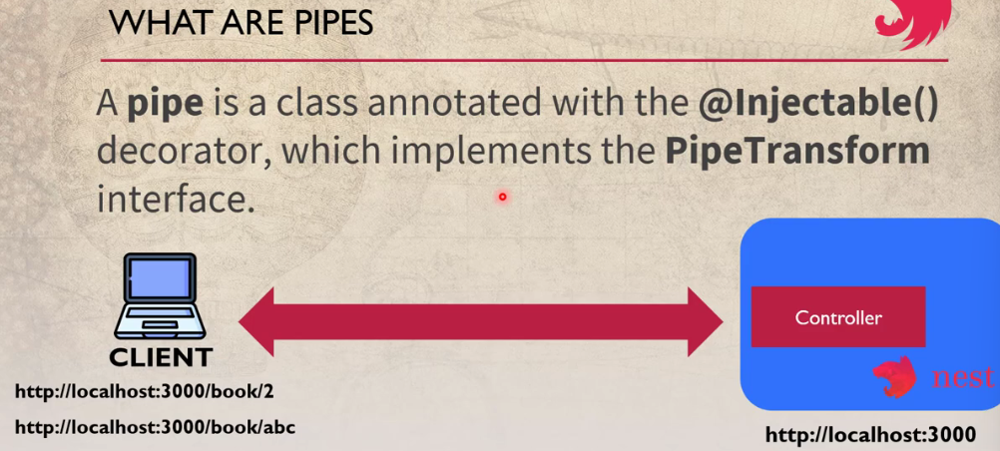 WHAT ARE PIPES
A pipe is a class annotated with the @Injectable()
decorator, which implements the PipeTransform
interface.
Controller
CLIENT
nest
http://localhost:3000/book/2
http://localhost:3000/book/abc
http://localhost:3000